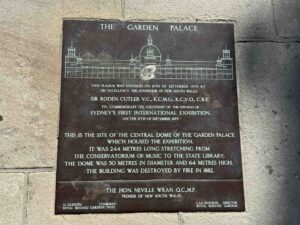 THE GARDEN PALACE
THIS PLAQUE WAS UNVEILED ON 16TH OF SEPTEMBER 1979 BY
HIS EXCELLENCY THE GOVERNOR OF NEW SOUTH WALES
SIR RODEN CUTLER V.C., K.C.M.G., K.C.V.O., C.B.E.
TO COMMEMORATE THE CENTENARY OF THE OPENING OF
SYDNEY'S FIRST INTERNATIONAL EXHIBITION
ON THE 17TH OF SEPTEMBER 1879
THIS IS THE SITE OF THE CENTRAL DOME OF THE GARDEN PALACE
WHICH HOUSED THE EXHIBITION.
IT WAS 244 METRES LONG STRETCHING FROM
THE CONSERVATORIUM OF MUSIC TO THE STATE LIBRARY.
THE DOME WAS 30 METRES IN DIAMETER AND 64 METRES HIGH.
THE BUILDING WAS DESTROYED BY FIRE IN 1882.
THE HON. NEVILLE WRAN Q.C., M.P.
PREMIER OF NEW SOUTH WALES
CHAIRMAN
ROYAL BOTANIC GARDENS TRUST
DIRECTOR
ROYAL BOTANIC GARDENS